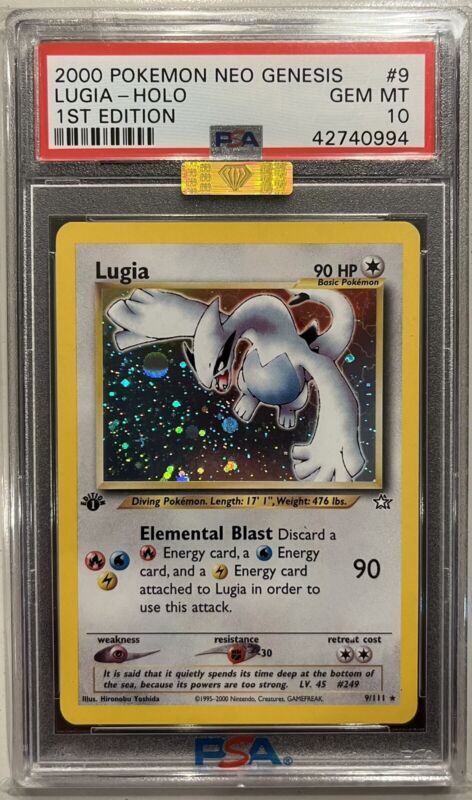 2000 POKEMON NEO GENESIS #9
LUGIA - HOLO GEM MT
1ST EDITION 10
PSA 42740994
Lugia 90 HP
Basic Pokémon
EDITION
1
Diving Pokémon. Length: 17' 1", Weight: 476 lbs.
Elemental Blast Discard a
Energy card, a Energy
card, and a Energy card
attached to Lugia in order to
use this attack.
90
weakness resistance retreat cost
-30
It is said that it quietly spends its time deep at the bottom of
the sea, because its powers are too strong. LV. 45 #249
Illus. Hironobu Yoshida ©1995-2000 Nintendo, Creatures, GAMEFREAK. 9/111 ★
PSA®